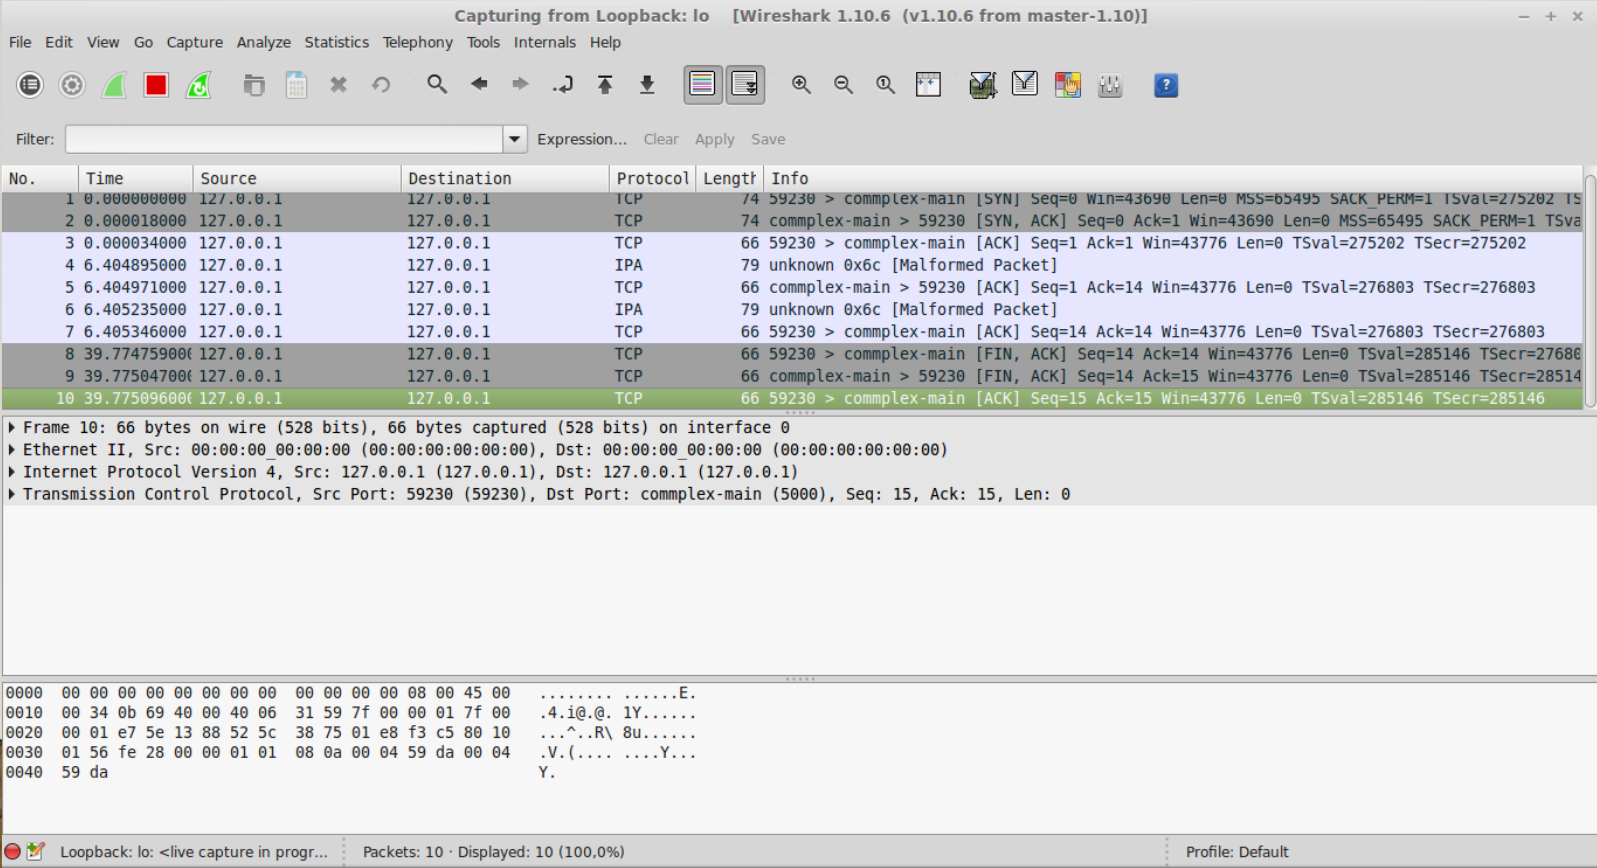 Capturing from Loopback: lo [Wireshark 1.10.6 (v1.10.6 from master-1.10)]
File Edit View Go Capture Analyze Statistics Telephony Tools Internals Help
Filter: Expression... Clear Apply Save
No. Time Source Destination Protocol Length Info
1 0.000000000 127.0.0.1 127.0.0.1 TCP 74 59230 > commplex-main [SYN] Seq=0 Win=43690 Len=0 MSS=65495 SACK_PERM=1 TSval=275202 TS
2 0.000018000 127.0.0.1 127.0.0.1 TCP 74 commplex-main > 59230 [SYN, ACK] Seq=0 Ack=1 Win=43690 Len=0 MSS=65495 SACK_PERM=1 TSva
3 0.000034000 127.0.0.1 127.0.0.1 TCP 66 59230 > commplex-main [ACK] Seq=1 Ack=1 Win=43776 Len=0 TSval=275202 TSecr=275202
4 6.404895000 127.0.0.1 127.0.0.1 IPA 79 unknown 0x6c [Malformed Packet]
5 6.404971000 127.0.0.1 127.0.0.1 TCP 66 commplex-main > 59230 [ACK] Seq=1 Ack=14 Win=43776 Len=0 TSval=276803 TSecr=276803
6 6.405235000 127.0.0.1 127.0.0.1 IPA 79 unknown 0x6c [Malformed Packet]
7 6.405346000 127.0.0.1 127.0.0.1 TCP 66 59230 > commplex-main [ACK] Seq=14 Ack=14 Win=43776 Len=0 TSval=276803 TSecr=276803
8 39.774759000 127.0.0.1 127.0.0.1 TCP 66 59230 > commplex-main [FIN, ACK] Seq=14 Ack=14 Win=43776 Len=0 TSval=285146 TSecr=27680
9 39.775047000 127.0.0.1 127.0.0.1 TCP 66 commplex-main > 59230 [FIN, ACK] Seq=14 Ack=15 Win=43776 Len=0 TSval=285146 TSecr=28514
10 39.775096000 127.0.0.1 127.0.0.1 TCP 66 59230 > commplex-main [ACK] Seq=15 Ack=15 Win=43776 Len=0 TSval=285146 TSecr=285146
Frame 10: 66 bytes on wire (528 bits), 66 bytes captured (528 bits) on interface 0
Ethernet II, Src: 00:00:00_00:00:00 (00:00:00:00:00:00), Dst: 00:00:00_00:00:00 (00:00:00:00:00:00)
Internet Protocol Version 4, Src: 127.0.0.1 (127.0.0.1), Dst: 127.0.0.1 (127.0.0.1)
Transmission Control Protocol, Src Port: 59230 (59230), Dst Port: commplex-main (5000), Seq: 15, Ack: 15, Len: 0
0000 00 00 00 00 00 00 00 00 00 00 00 00 08 00 45 00 ........ ......E.
0010 00 34 0b 69 40 00 40 06 31 59 7f 00 00 01 7f 00 .4.i@.@. 1Y......
0020 00 01 e7 5e 13 88 52 5c 38 75 01 e8 f3 c5 80 10 ...^..R\ 8u......
0030 01 56 fe 28 00 00 01 01 08 0a 00 04 59 da 00 04 .V.(.... ....Y...
0040 59 da Y.
Loopback: lo: <live capture in progr... Packets: 10 · Displayed: 10 (100,0%) Profile: Default